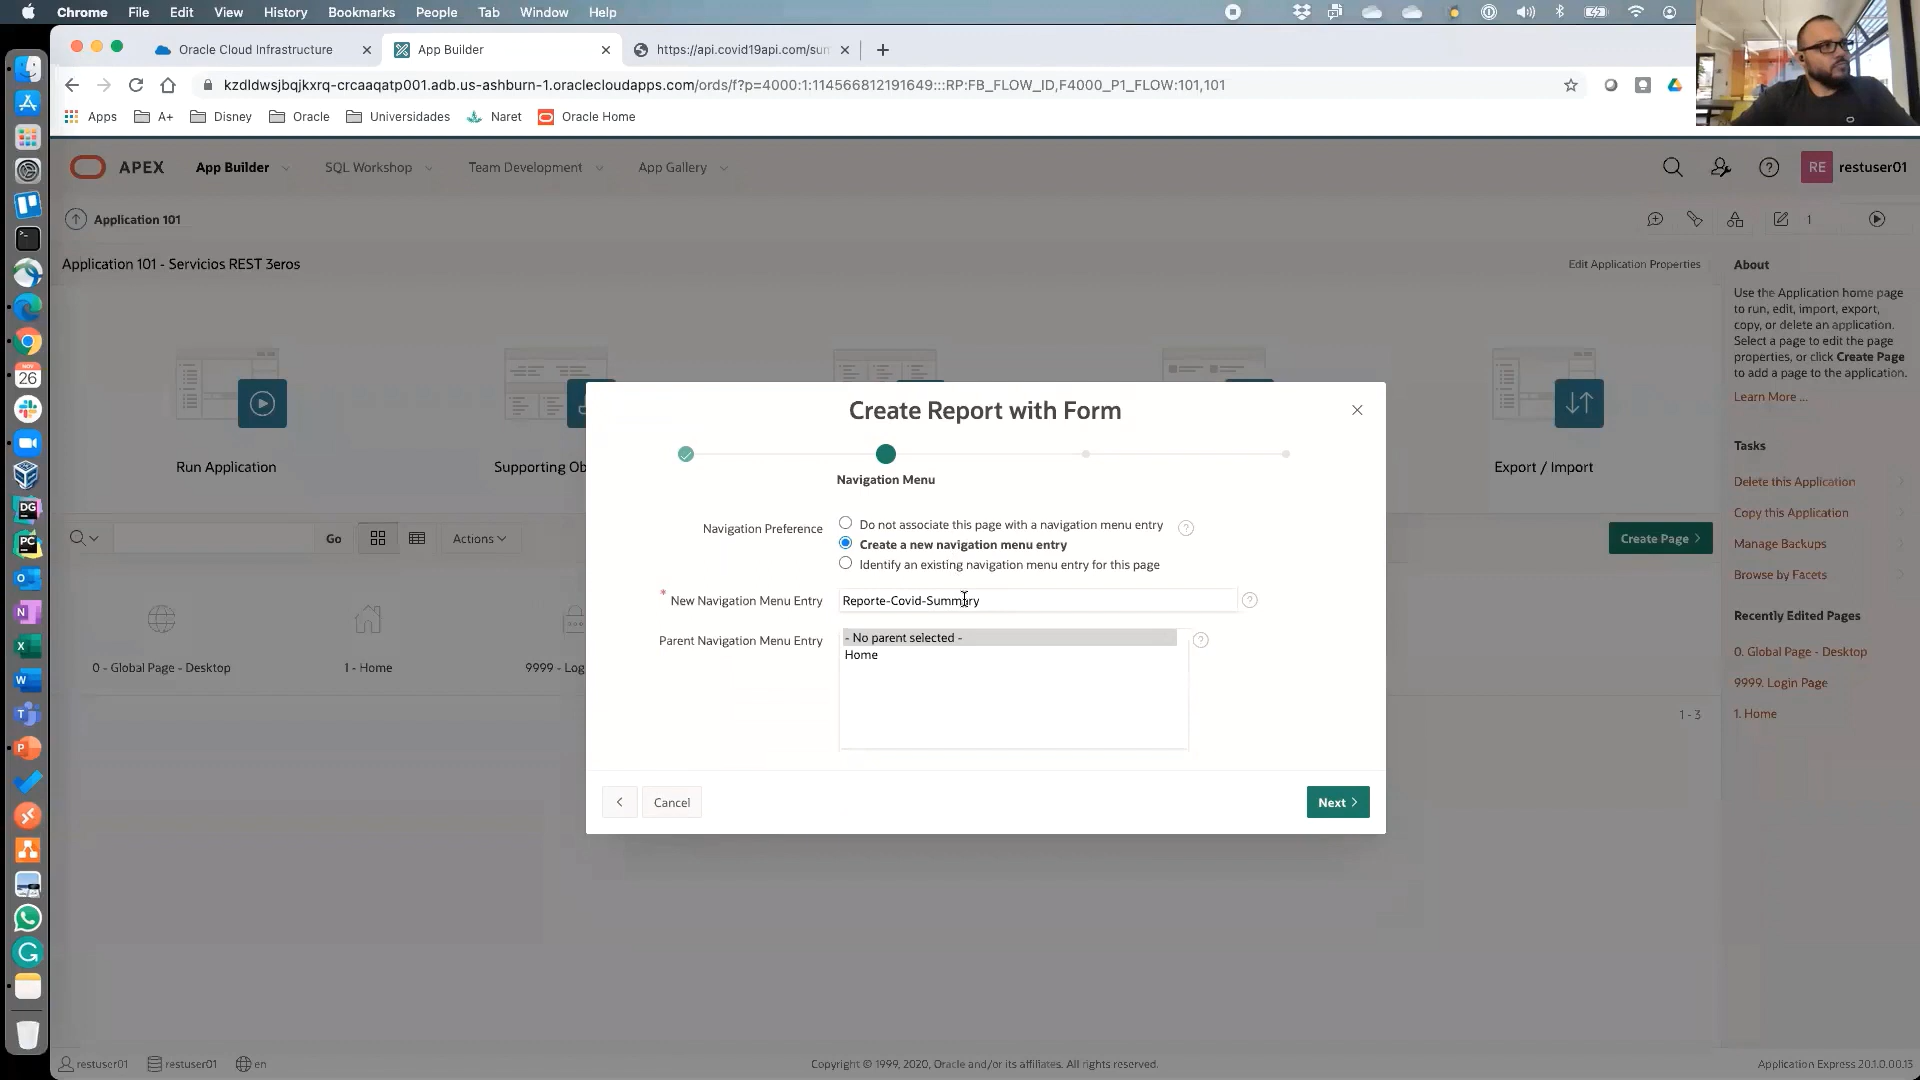 Chrome File Edit View History Bookmarks People Tab Window Help
Oracle Cloud Infrastructure
App Builder
https://api.covid19api.com/sum
kzdldwsjbqjkxrq-crcaaqatp001.adb.us-ashburn-1.oraclecloudapps.com/ords/f?p=4000:1:114566812191649:::RP:FB_FLOW_ID,F4000_P1_FLOW:101,101
Apps A+ Disney Oracle Universidades Naret Oracle Home
APEX App Builder SQL Workshop Team Development App Gallery
RE restuser01
Application 101
1
Application 101 - Servicios REST 3eros
Edit Application Properties
Run Application
Supporting Ob
Export / Import
Go
Actions
Create Page
0 - Global Page - Desktop
1 - Home
9999 - Log
1 - 3
About
Use the Application home page
to run, edit, import, export,
copy, or delete an application.
Select a page to edit the page
properties, or click Create Page
to add a page to the application.
Learn More ...
Tasks
Delete this Application
Copy this Application
Manage Backups
Browse by Facets
Recently Edited Pages
0. Global Page - Desktop
9999. Login Page
1. Home
Create Report with Form
Navigation Menu
Navigation Preference
Do not associate this page with a navigation menu entry
Create a new navigation menu entry
Identify an existing navigation menu entry for this page
* New Navigation Menu Entry
Reporte-Covid-Summary
Parent Navigation Menu Entry
- No parent selected -
Home
Cancel
Next
NOV
26
DG
PC
restuser01 restuser01 en
Copyright © 1999, 2020, Oracle and/or its affiliates. All rights reserved.
Application Express 20.1.0.00.13